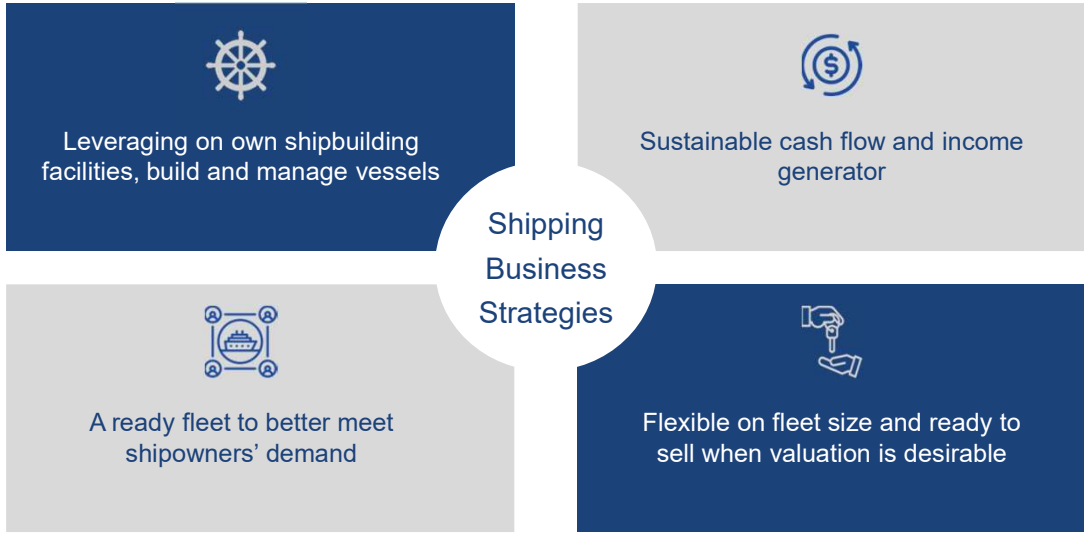 Leveraging on own shipbuilding
facilities, build and manage vessels
Sustainable cash flow and income
generator
Shipping
Business
Strategies
A ready fleet to better meet
shipowners’ demand
Flexible on fleet size and ready to
sell when valuation is desirable